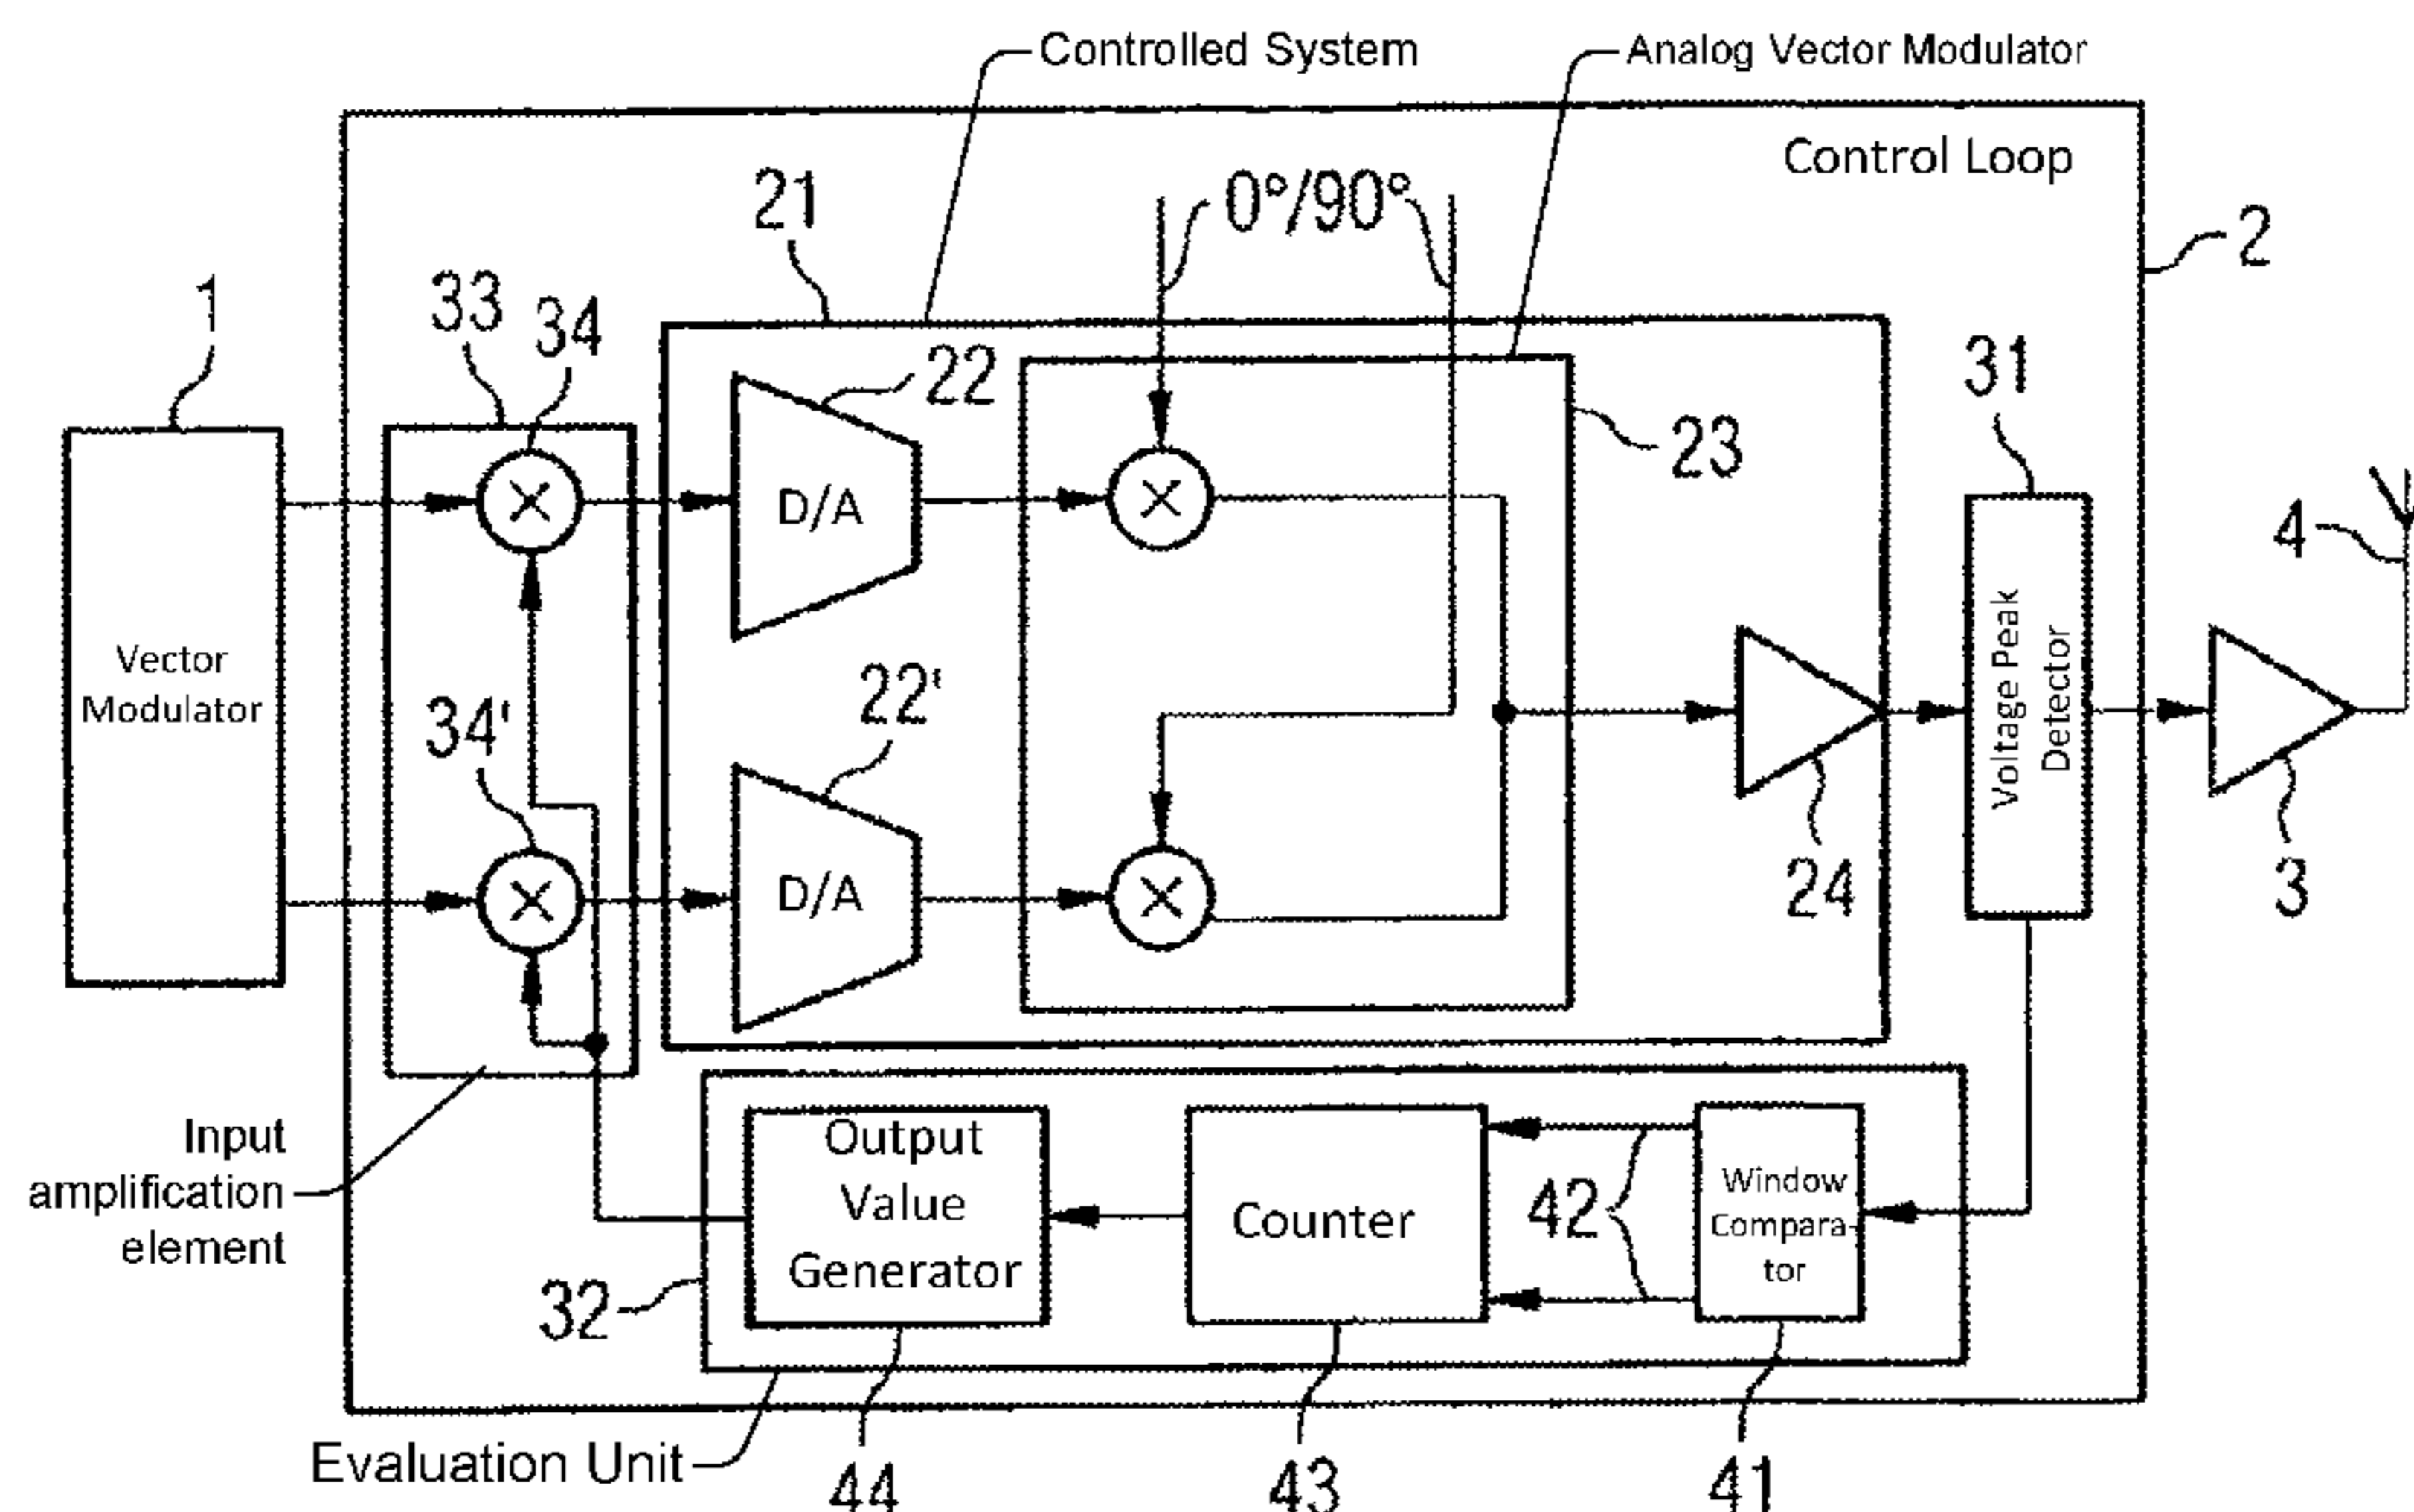 Controlled System
Analog Vector Modulator
Control Loop
21
0°/90°
2
1
33
34
22
23
31
4
D/A
Vector
Modulator
Voltage Peak
Detector
34'
22'
D/A
24
3
Input
amplification
element
Output
Value
Generator
Counter
42
Window
Compara-
tor
32
Evaluation Unit
44
43
41